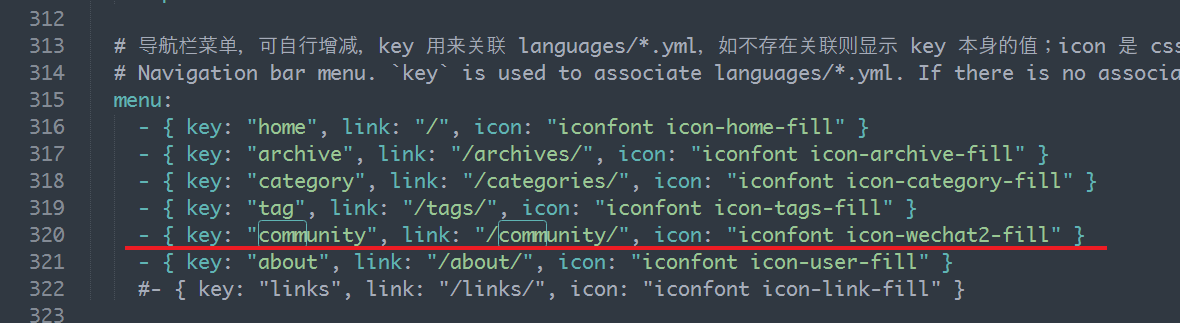 312
313 # 导航栏菜单，可自行增减，key 用来关联 languages/*.yml，如不存在关联则显示 key 本身的值；icon 是 css
314 # Navigation bar menu. `key` is used to associate languages/*.yml. If there is no associa
315 menu:
316 - { key: "home", link: "/", icon: "iconfont icon-home-fill" }
317 - { key: "archive", link: "/archives/", icon: "iconfont icon-archive-fill" }
318 - { key: "category", link: "/categories/", icon: "iconfont icon-category-fill" }
319 - { key: "tag", link: "/tags/", icon: "iconfont icon-tags-fill" }
320 - { key: "community", link: "/community/", icon: "iconfont icon-wechat2-fill" }
321 - { key: "about", link: "/about/", icon: "iconfont icon-user-fill" }
322 #- { key: "links", link: "/links/", icon: "iconfont icon-link-fill" }
323